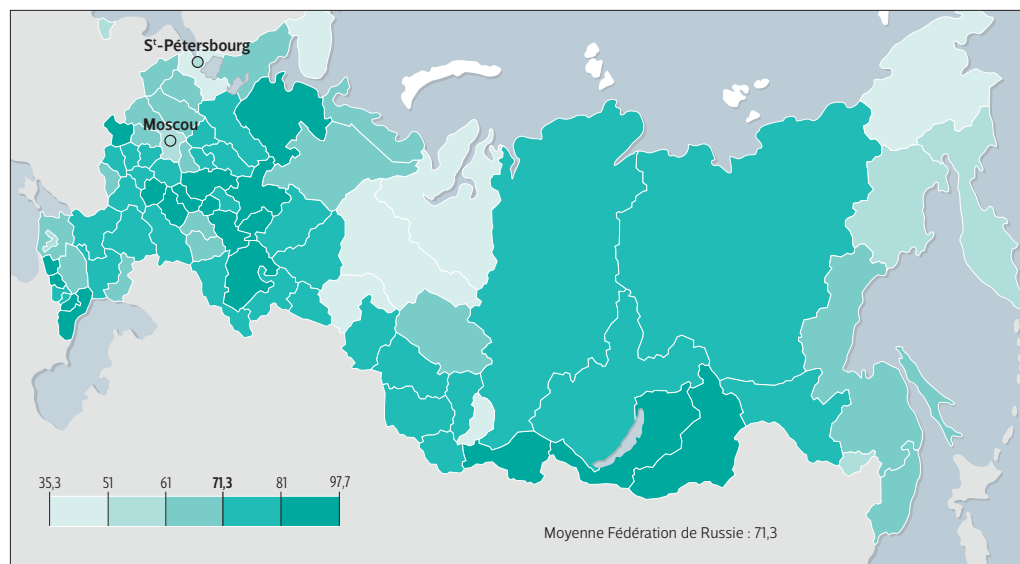 Sᵗ-Pétersbourg
Moscou
35,3 51 61 71,3 81 97,7
Moyenne Fédération de Russie : 71,3